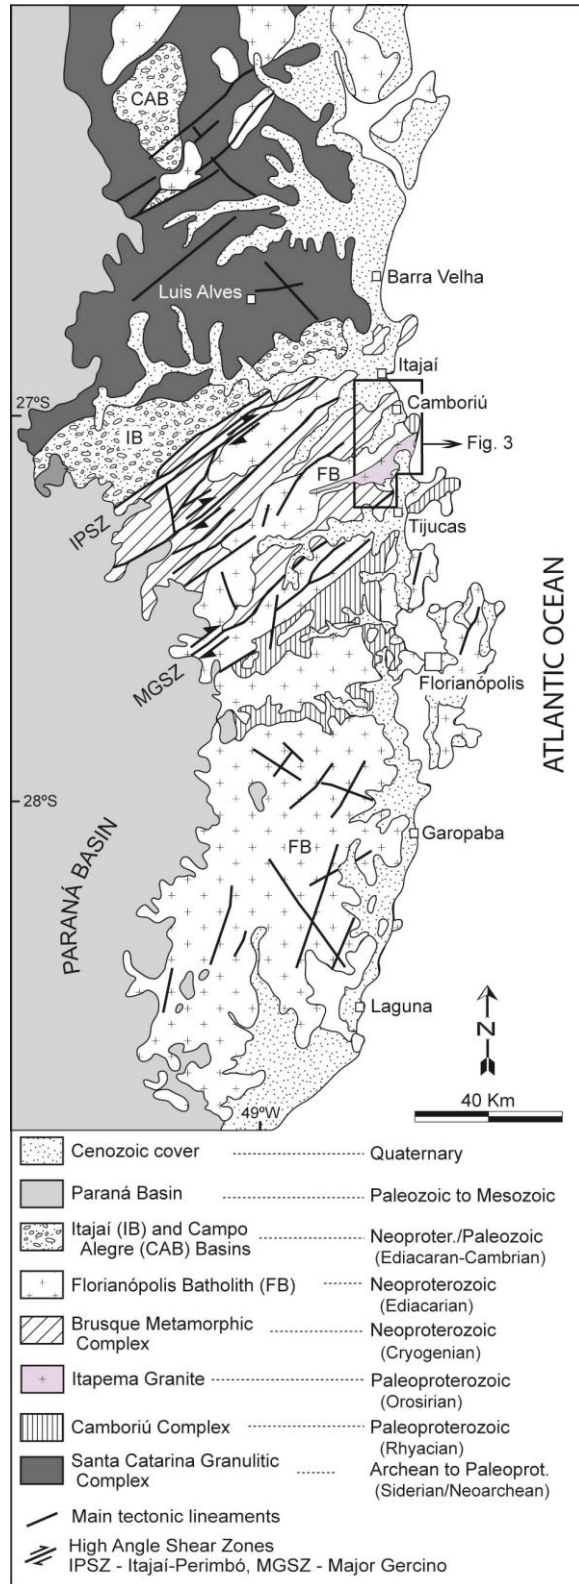 CAB
Barra Velha
Luis Alves
Itajaí
27ºS
Camboriú
IB
Fig. 3
FB
IPSZ
Tijucas
MGSZ
Florianópolis
ATLANTIC OCEAN
28ºS
Garopaba
FB
PARANÁ BASIN
Laguna
N
49ºW
40 Km
Cenozoic cover ---------------- Quaternary
Paraná Basin ---------------- Paleozoic to Mesozoic
Itajaí (IB) and Campo
Alegre (CAB) Basins ---------------- Neoproter./Paleozoic
(Ediacaran-Cambrian)
Florianópolis Batholith (FB) ------- Neoproterozoic
(Ediacarian)
Brusque Metamorphic
Complex ---------------- Neoproterozoic
(Cryogenian)
Itapema Granite ---------------- Paleoproterozoic
(Orosirian)
Camboriú Complex ---------------- Paleoproterozoic
(Rhyacian)
Santa Catarina Granulitic
Complex ------- Archean to Paleoprot.
(Siderian/Neoarchean)
Main tectonic lineaments
High Angle Shear Zones
IPSZ - Itajaí-Perimbó, MGSZ - Major Gercino